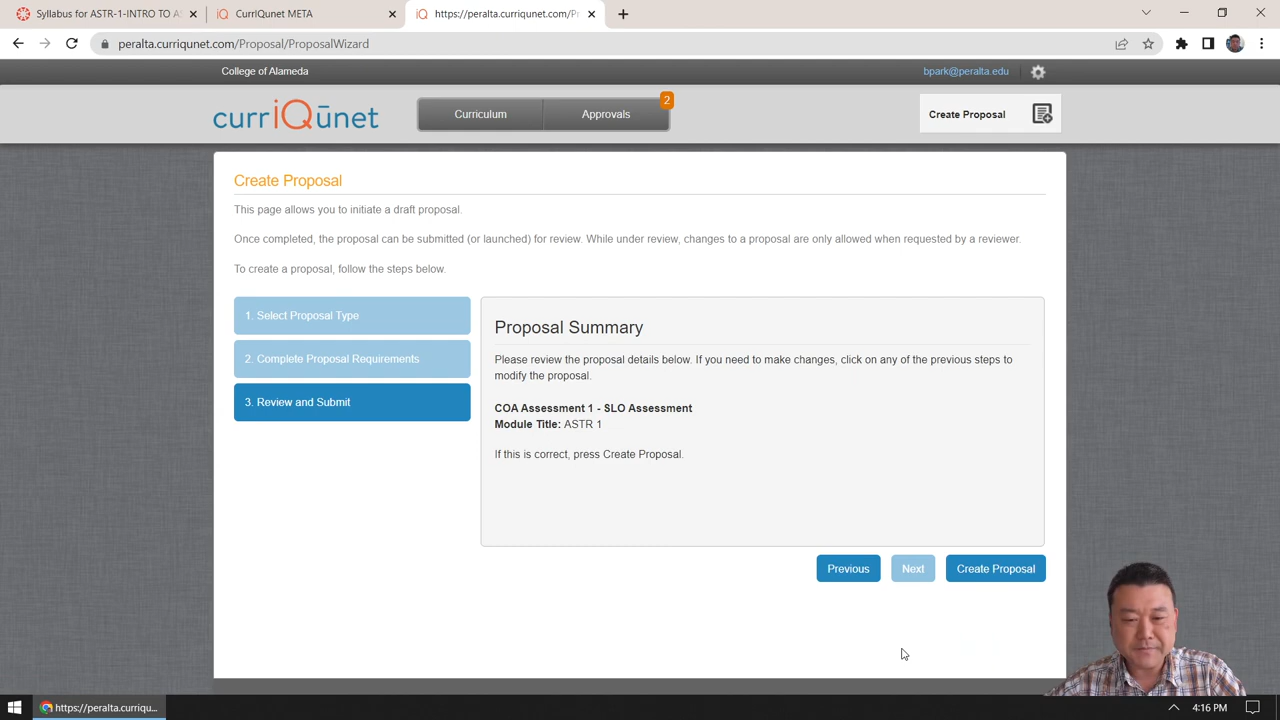 Syllabus for ASTR-1-INTRO TO AS
CurrIQunet META
https://peralta.curriqunet.com/Pr
peralta.curriqunet.com/Proposal/ProposalWizard
College of Alameda
bpark@peralta.edu
currIQūnet
Curriculum
Approvals
2
Create Proposal
Create Proposal
This page allows you to initiate a draft proposal.
Once completed, the proposal can be submitted (or launched) for review. While under review, changes to a proposal are only allowed when requested by a reviewer.
To create a proposal, follow the steps below.
1. Select Proposal Type
2. Complete Proposal Requirements
3. Review and Submit
Proposal Summary
Please review the proposal details below. If you need to make changes, click on any of the previous steps to
modify the proposal.
COA Assessment 1 - SLO Assessment
Module Title: ASTR 1
If this is correct, press Create Proposal.
Previous
Next
Create Proposal
https://peralta.curriqu...
4:16 PM